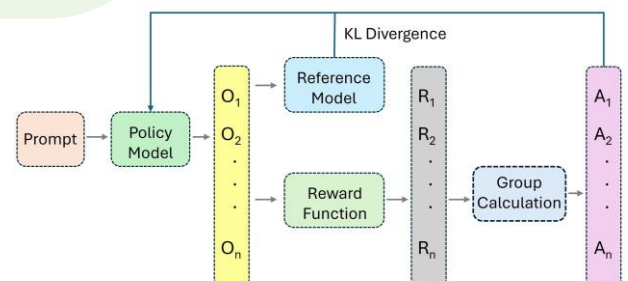 KL Divergence
Prompt
Policy
Model
O1
O2
.
.
.
On
Reference
Model
Reward
Function
R1
R2
.
.
.
Rn
Group
Calculation
A1
A2
.
.
.
An